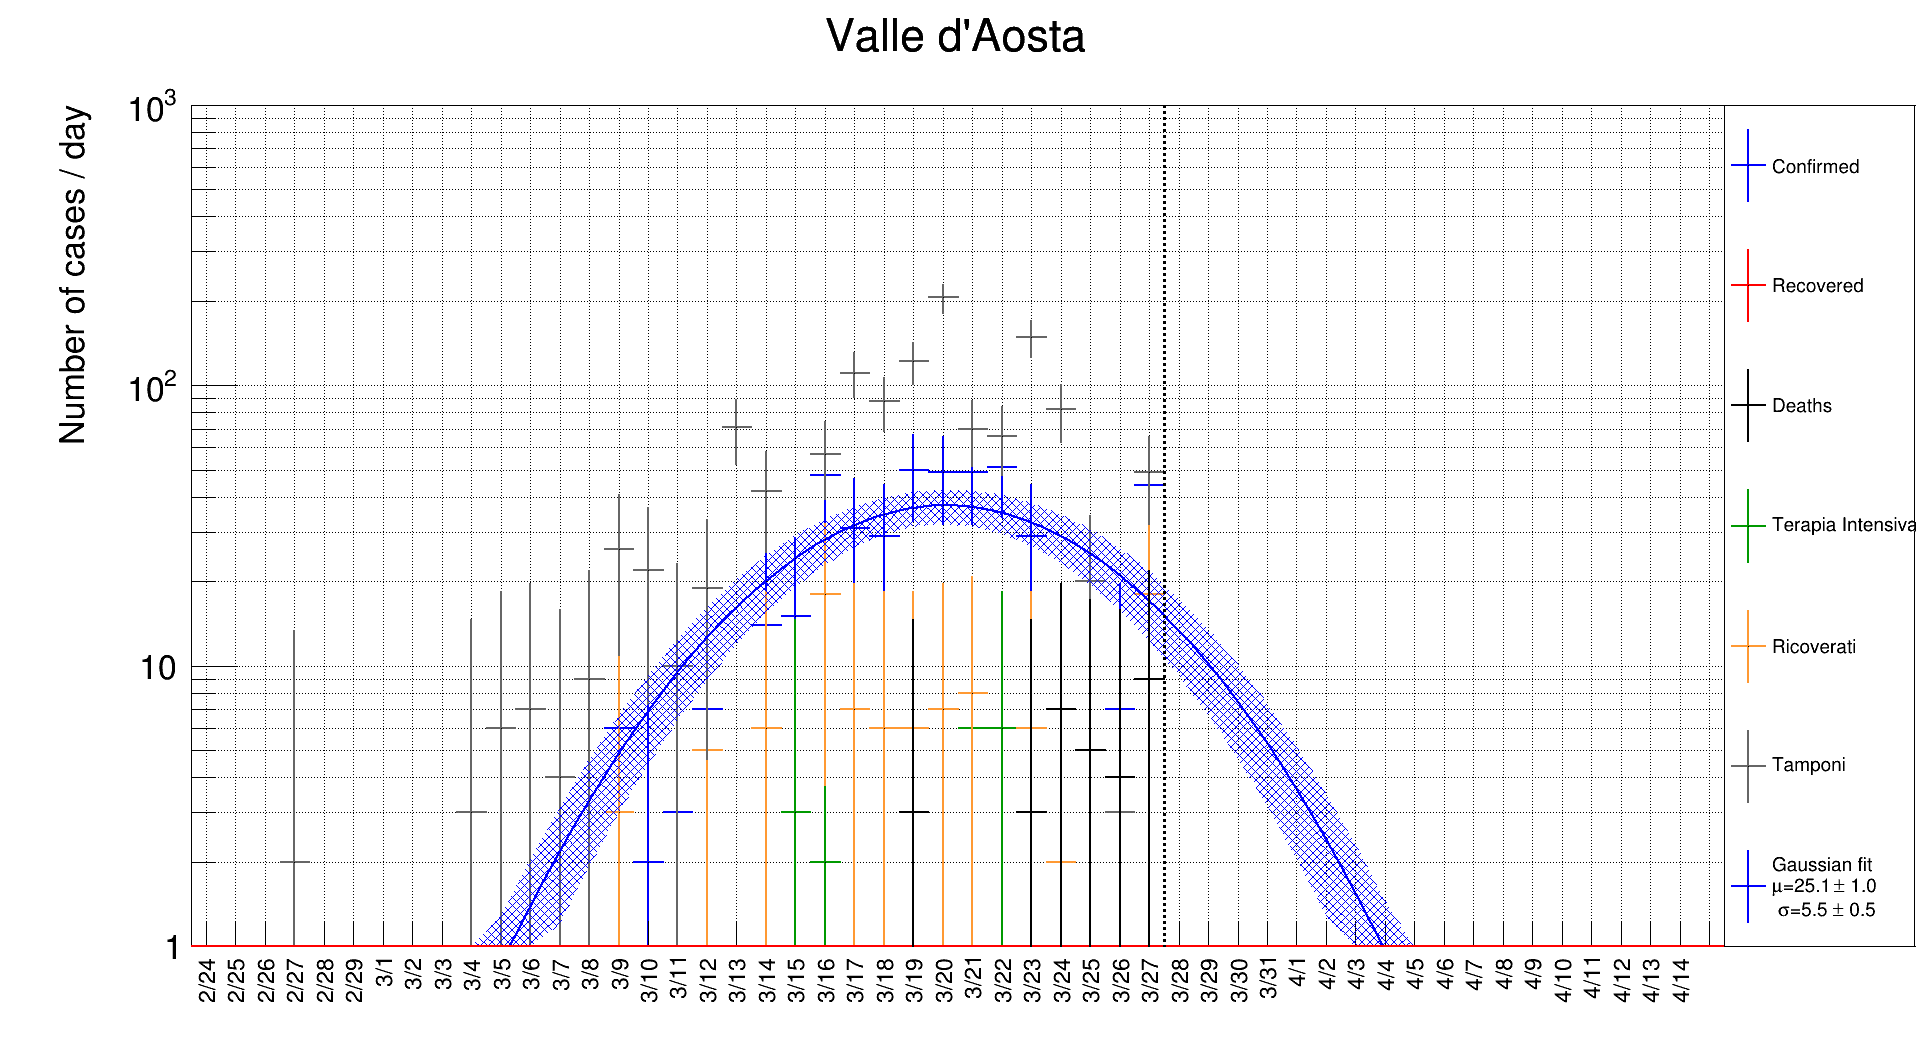 Valle d'Aosta
Number of cases / day
10³
10²
10
1
2/24 2/25 2/26 2/27 2/28 2/29 3/1 3/2 3/3 3/4 3/5 3/6 3/7 3/8 3/9 3/10 3/11 3/12 3/13 3/14 3/15 3/16 3/17 3/18 3/19 3/20 3/21 3/22 3/23 3/24 3/25 3/26 3/27 3/28 3/29 3/30 3/31 4/1 4/2 4/3 4/4 4/5 4/6 4/7 4/8 4/9 4/10 4/11 4/12 4/13 4/14
Confirmed
Recovered
Deaths
Terapia Intensiva
Ricoverati
Tamponi
Gaussian fit
μ=25.1 ± 1.0
σ=5.5 ± 0.5